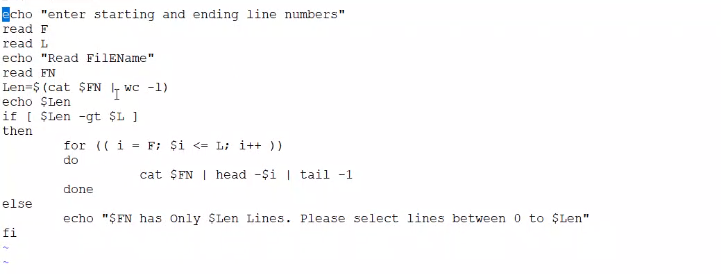 echo "enter starting and ending line numbers"
read F
read L
echo "Read FilEName"
read FN
Len=$(cat $FN | wc -l)
echo $Len
if [ $Len -gt $L ]
then
for (( i = F; $i <= L; i++ ))
do
cat $FN | head -$i | tail -1
done
else
echo "$FN has Only $Len Lines. Please select lines between 0 to $Len"
fi
~
~